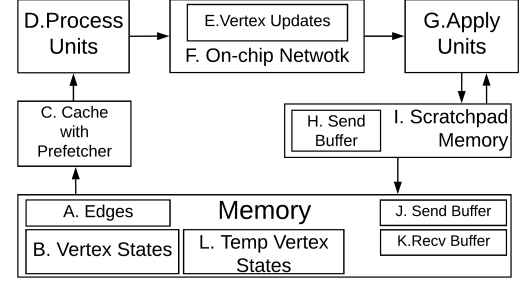 D.Process
Units
E.Vertex Updates
F. On-chip Netwotk
G.Apply
Units
C. Cache
with
Prefetcher
H. Send
Buffer
I. Scratchpad
Memory
A. Edges
Memory
J. Send Buffer
B. Vertex States
L. Temp Vertex
States
K.Recv Buffer